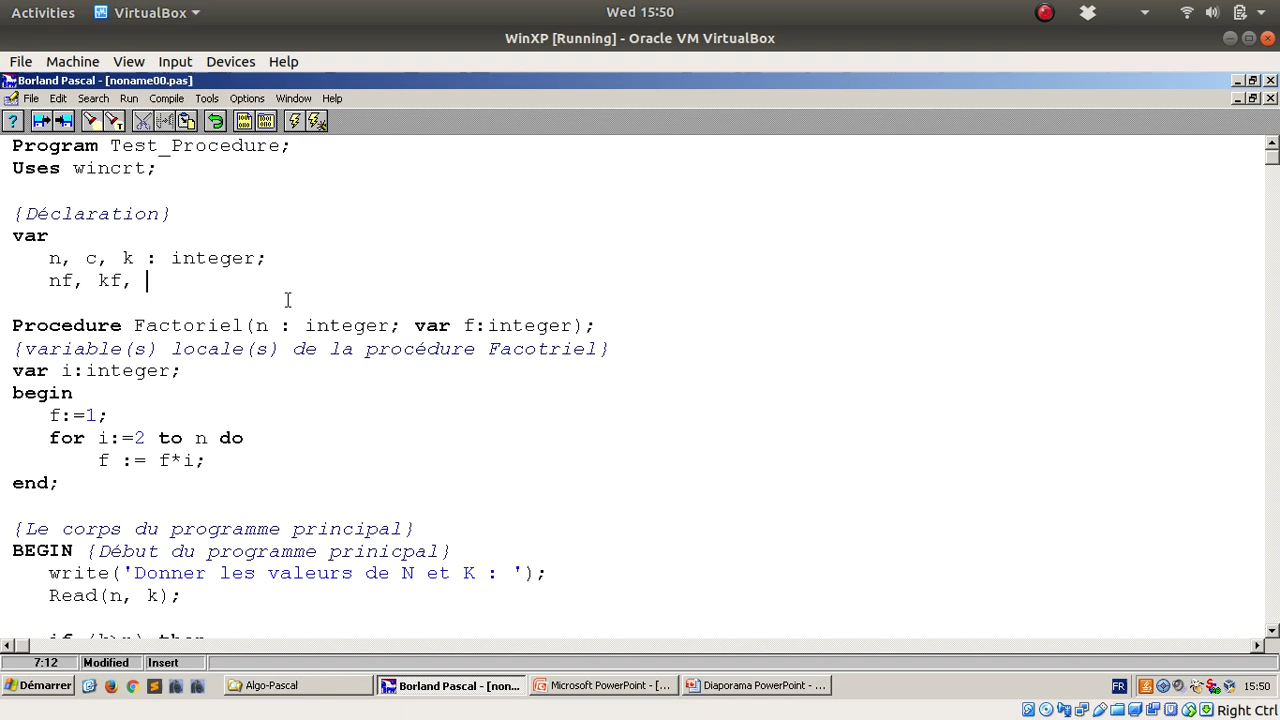 Activities VirtualBox Wed 15:50
WinXP [Running] - Oracle VM VirtualBox
File Machine View Input Devices Help
Borland Pascal - [noname00.pas]
File Edit Search Run Compile Tools Options Window Help
Program Test_Procedure;
Uses wincrt;
{Déclaration}
var
n, c, k : integer;
nf, kf,
Procedure Factoriel(n : integer; var f:integer);
{variable(s) locale(s) de la procédure Facotriel}
var i:integer;
begin
f:=1;
for i:=2 to n do
f := f*i;
end;
{Le corps du programme principal}
BEGIN {Début du programme prinicpal}
write('Donner les valeurs de N et K : ');
Read(n, k);
if (k>n) then
7:12 Modified Insert
Démarrer Algo-Pascal Borland Pascal - [non... Microsoft PowerPoint - [... Diaporama PowerPoint - ... FR 15:50
Right Ctrl